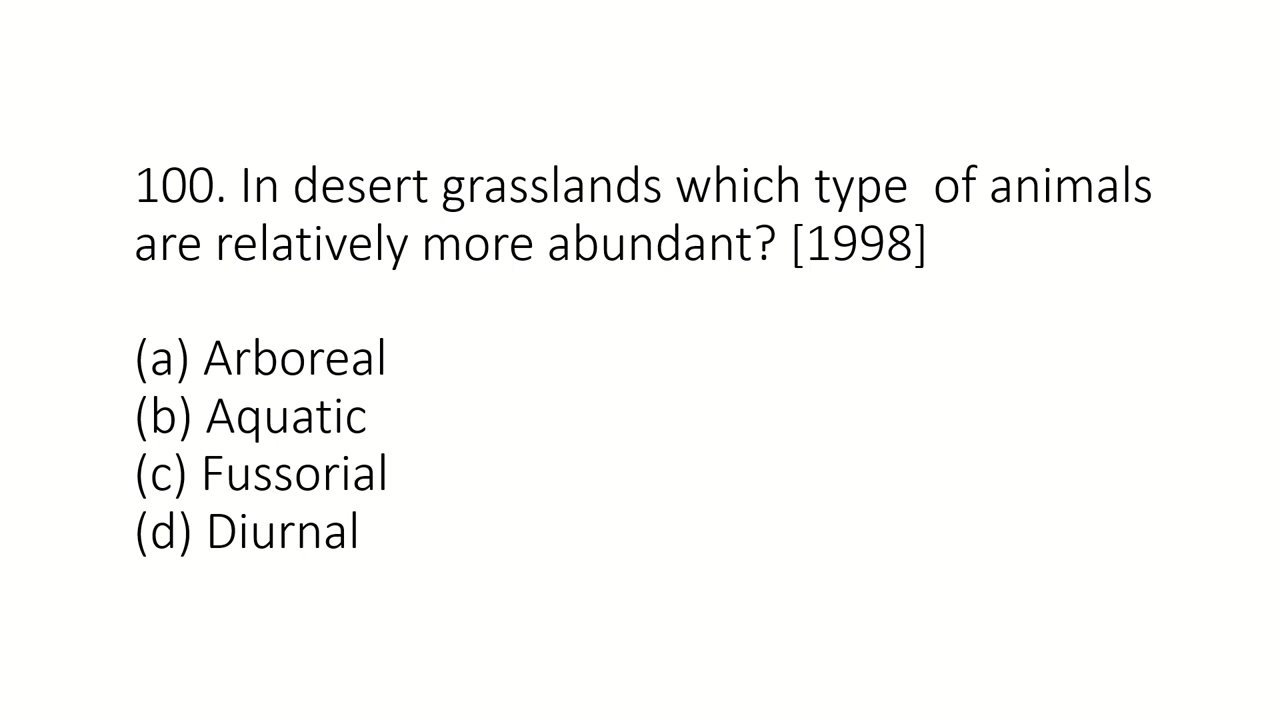 100. In desert grasslands which type  of animals
are relatively more abundant? [1998]
(a) Arboreal
(b) Aquatic
(c) Fussorial
(d) Diurnal